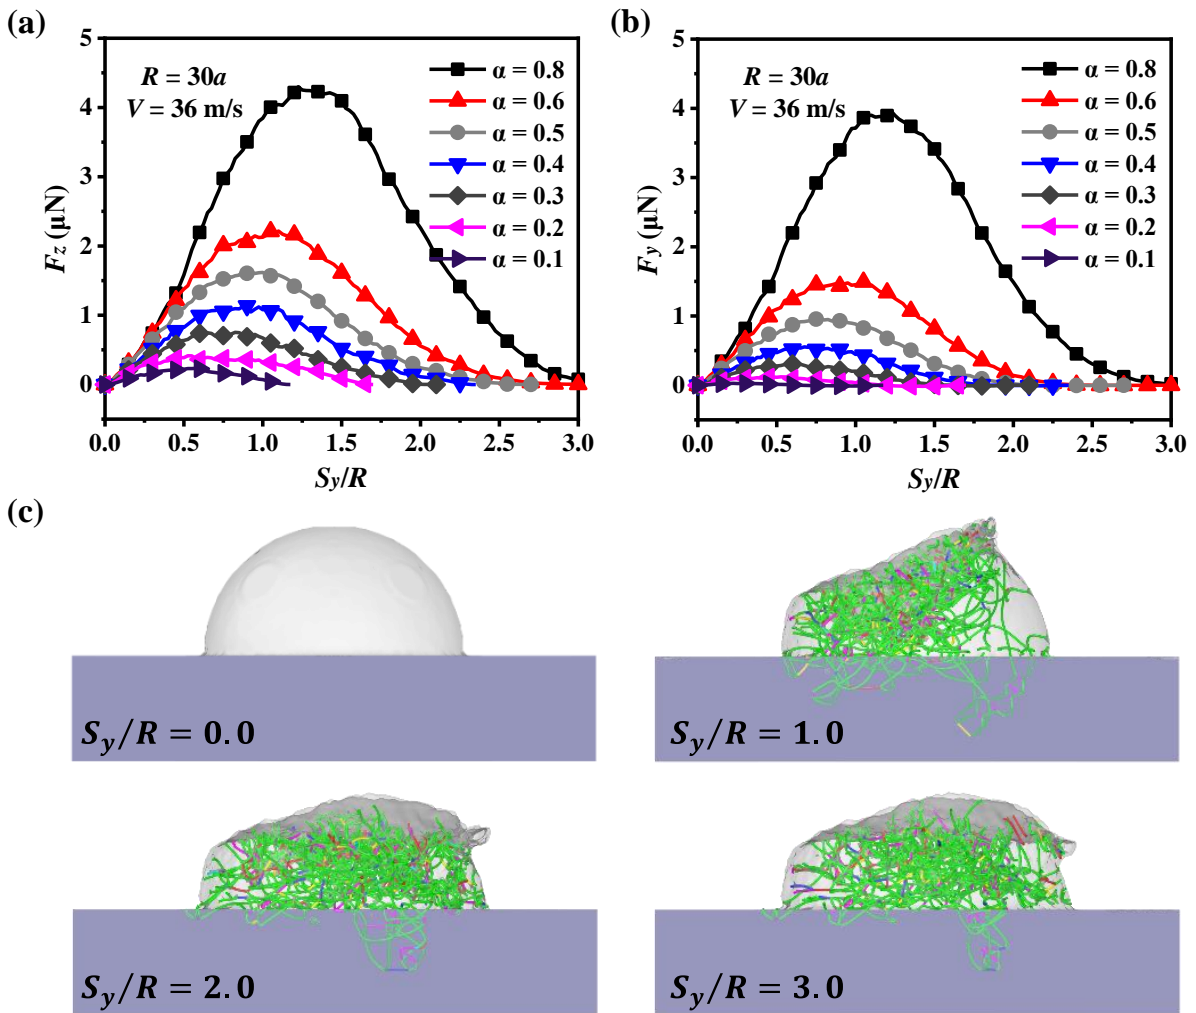 (a)
5
4
3
2
1
0
Fz (µN)
R = 30a
V = 36 m/s
α = 0.8
α = 0.6
α = 0.5
α = 0.4
α = 0.3
α = 0.2
α = 0.1
0.0 0.5 1.0 1.5 2.0 2.5 3.0
Sy/R
(b)
5
4
3
2
1
0
Fy (µN)
R = 30a
V = 36 m/s
α = 0.8
α = 0.6
α = 0.5
α = 0.4
α = 0.3
α = 0.2
α = 0.1
0.0 0.5 1.0 1.5 2.0 2.5 3.0
Sy/R
(c)
Sy/R = 0.0
Sy/R = 1.0
Sy/R = 2.0
Sy/R = 3.0